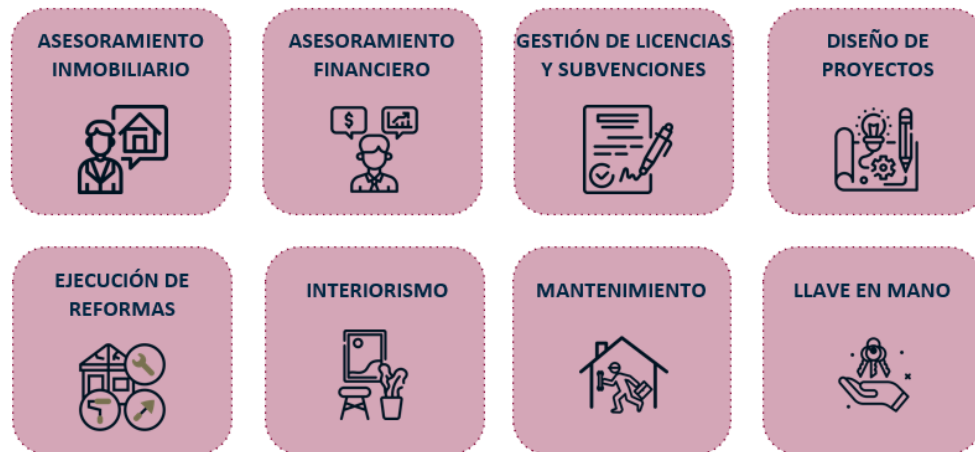 ASESORAMIENTO
INMOBILIARIO
ASESORAMIENTO
FINANCIERO
GESTIÓN DE LICENCIAS
Y SUBVENCIONES
DISEÑO DE
PROYECTOS
$
EJECUCIÓN DE
REFORMAS
INTERIORISMO
MANTENIMIENTO
LLAVE EN MANO